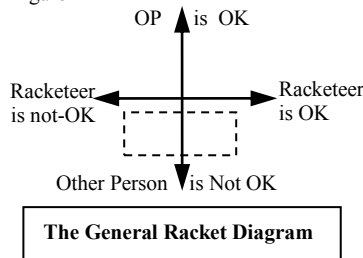 OP is OK
Racketeer
is not-OK
Racketeer
is OK
Other Person is Not OK
The General Racket Diagram